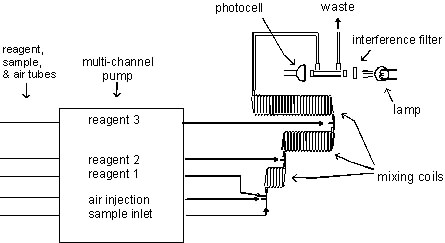 photocell
waste
interference filter
lamp
reagent,
sample,
& air tubes
multi-channel
pump
reagent 3
reagent 2
reagent 1
air injection
sample inlet
mixing coils